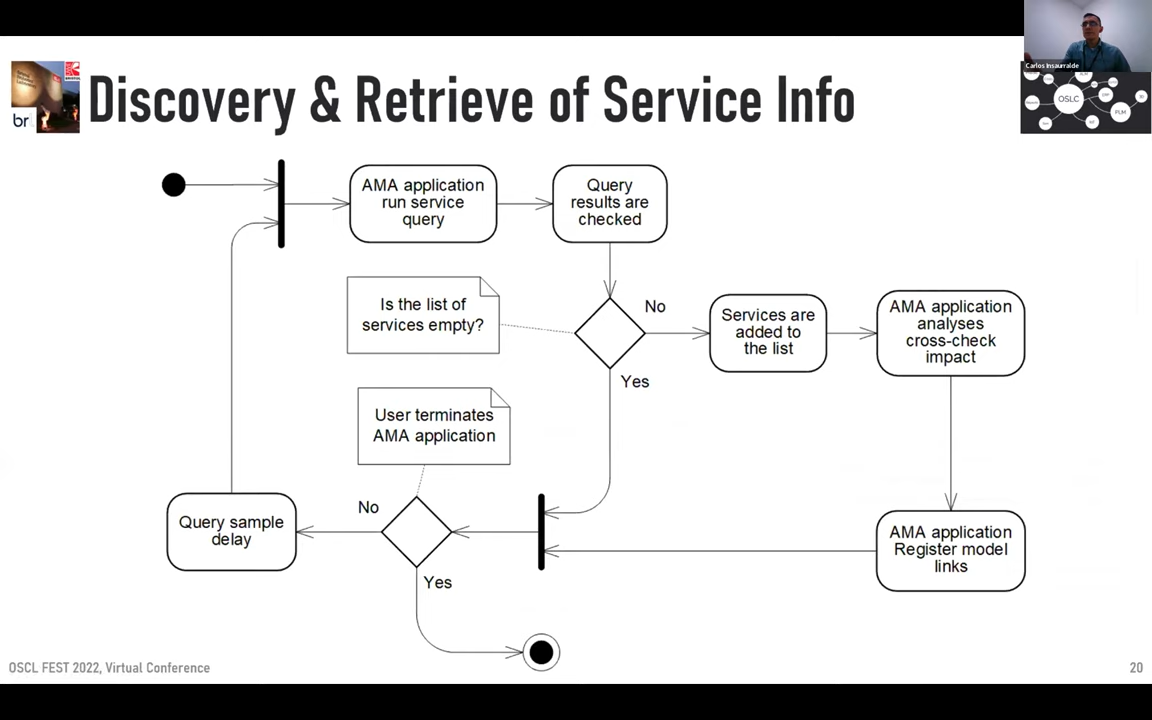 Discovery & Retrieve of Service Info
br
Carlos Insaurralde
OSLC
PLM
AMA application
run service
query
Query
results are
checked
Is the list of
services empty?
No
Services are
added to
the list
AMA application
analyses
cross-check
impact
Yes
User terminates
AMA application
No
Query sample
delay
Yes
AMA application
Register model
links
OSCL FEST 2022, Virtual Conference
20